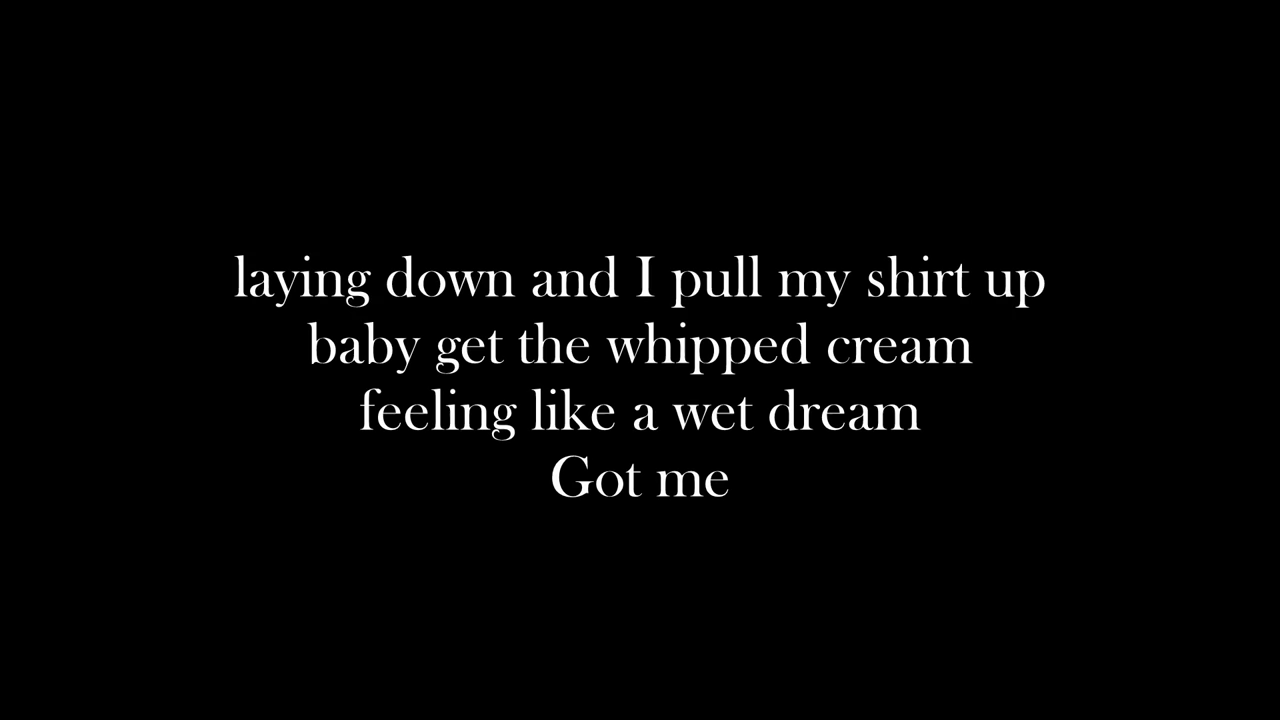 laying down and I pull my shirt up
baby get the whipped cream
feeling like a wet dream
Got me